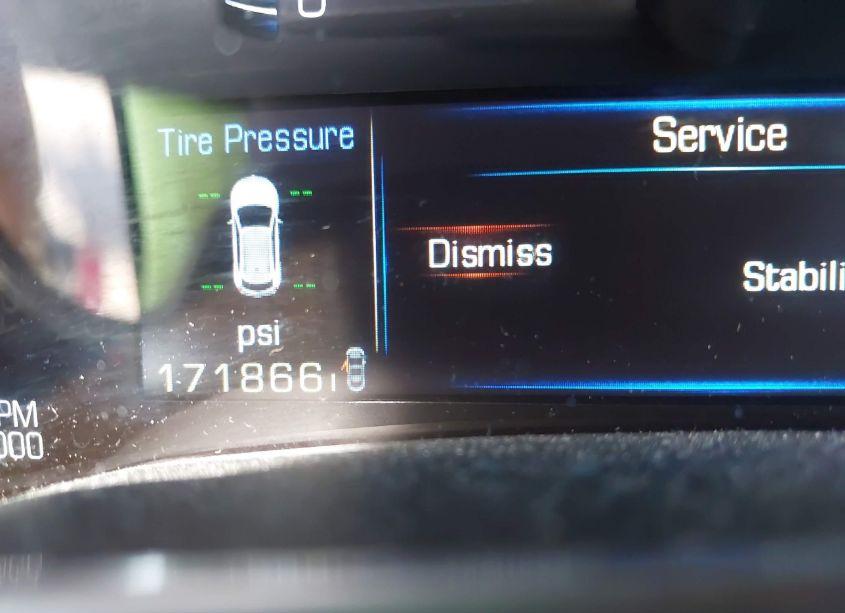 Tire Pressure
Service
-- --
Dismiss
Stabili
-- --
psi
171866
PM
000